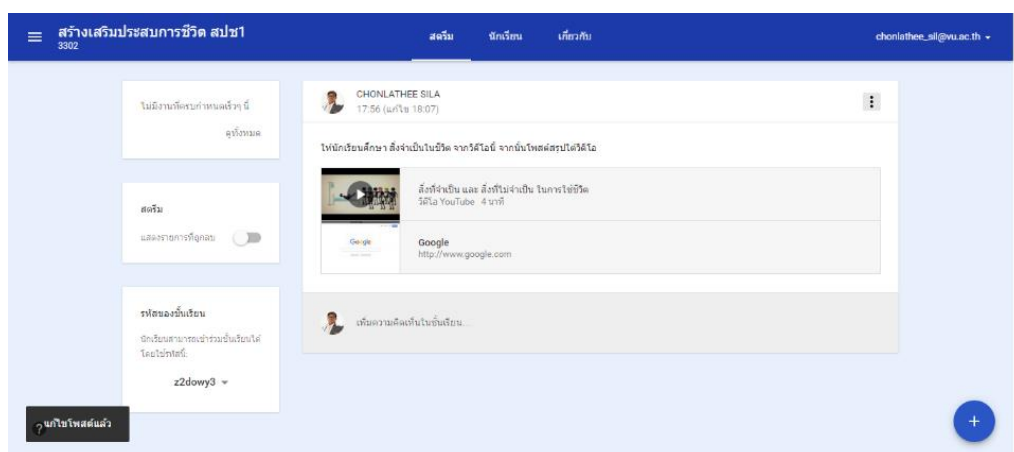 สร้างเสริมประสบการชีวิต สปช1
3302
สตรีม
นักเรียน
เกี่ยวกับ
chonlathee_sil@vu.ac.th
ไม่มีงานที่ครบกำหนดเร็วๆ นี้
ดูทั้งหมด
สตรีม
แสดงรายการที่ถูกลบ
รหัสของชั้นเรียน
นักเรียนสามารถเข้าร่วมชั้นเรียนได้
โดยใช้รหัสนี้:
z2dowy3
CHONLATHEE SILA
17:56 (แก้ไข 18:07)
ให้นักเรียนศึกษา สิ่งจำเป็นในชีวิต จากวิดีโอนี้ จากนั้นโพสต์สรุปใต้วิดีโอ
สิ่งที่จำเป็น และ สิ่งที่ไม่จำเป็น ในการใช้ชีวิต
วิดีโอ YouTube 4 นาที
Google
Google
http://www.google.com
เพิ่มความคิดเห็นในชั้นเรียน...
?
แก้ไขโพสต์แล้ว